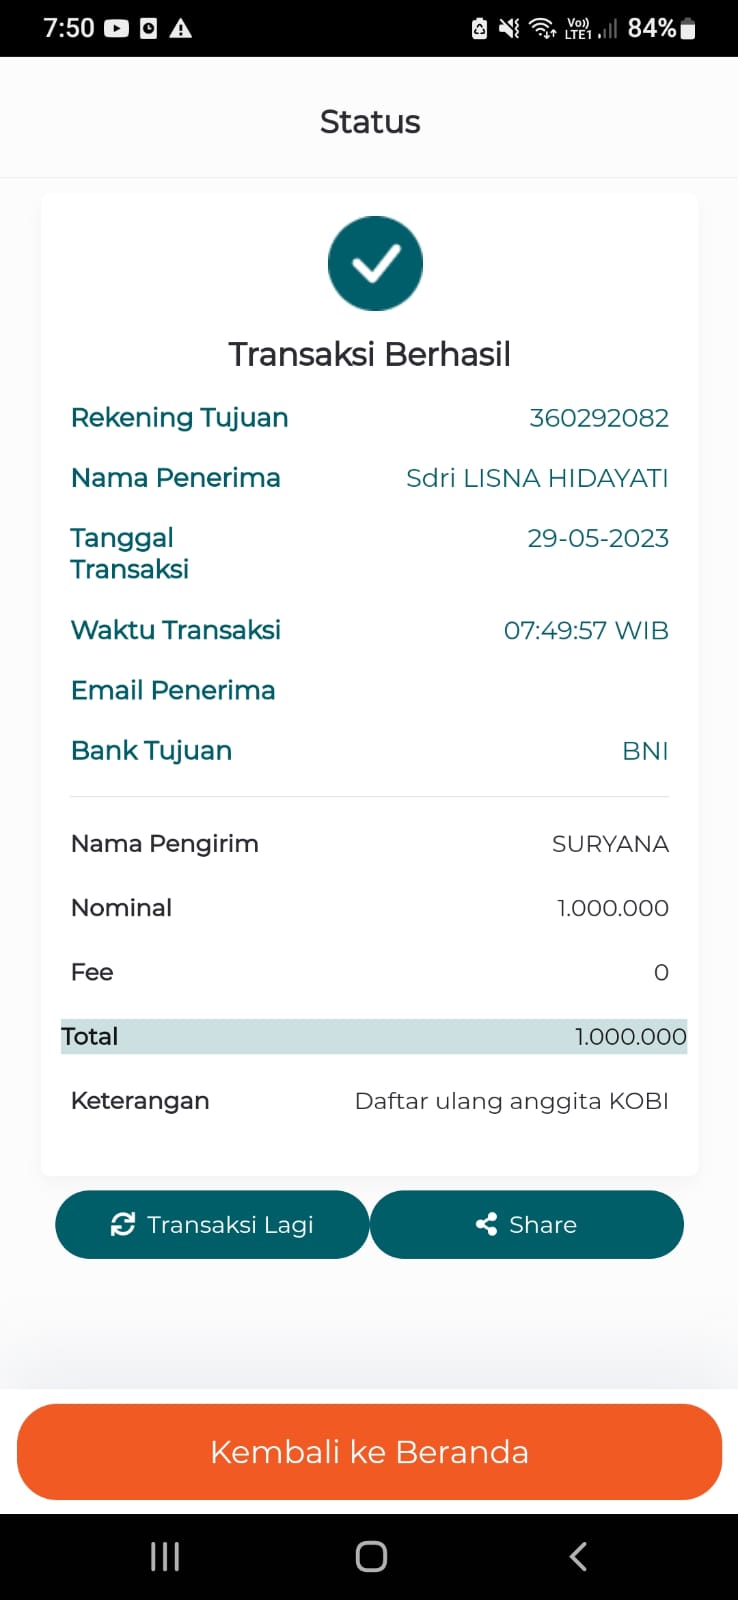 7:50
Vo))
LTE1
84%
Status
Transaksi Berhasil
Rekening Tujuan 360292082
Nama Penerima Sdri LISNA HIDAYATI
Tanggal Transaksi 29-05-2023
Waktu Transaksi 07:49:57 WIB
Email Penerima
Bank Tujuan BNI
Nama Pengirim SURYANA
Nominal 1.000.000
Fee 0
Total 1.000.000
Keterangan Daftar ulang anggita KOBI
Transaksi Lagi
Share
Kembali ke Beranda